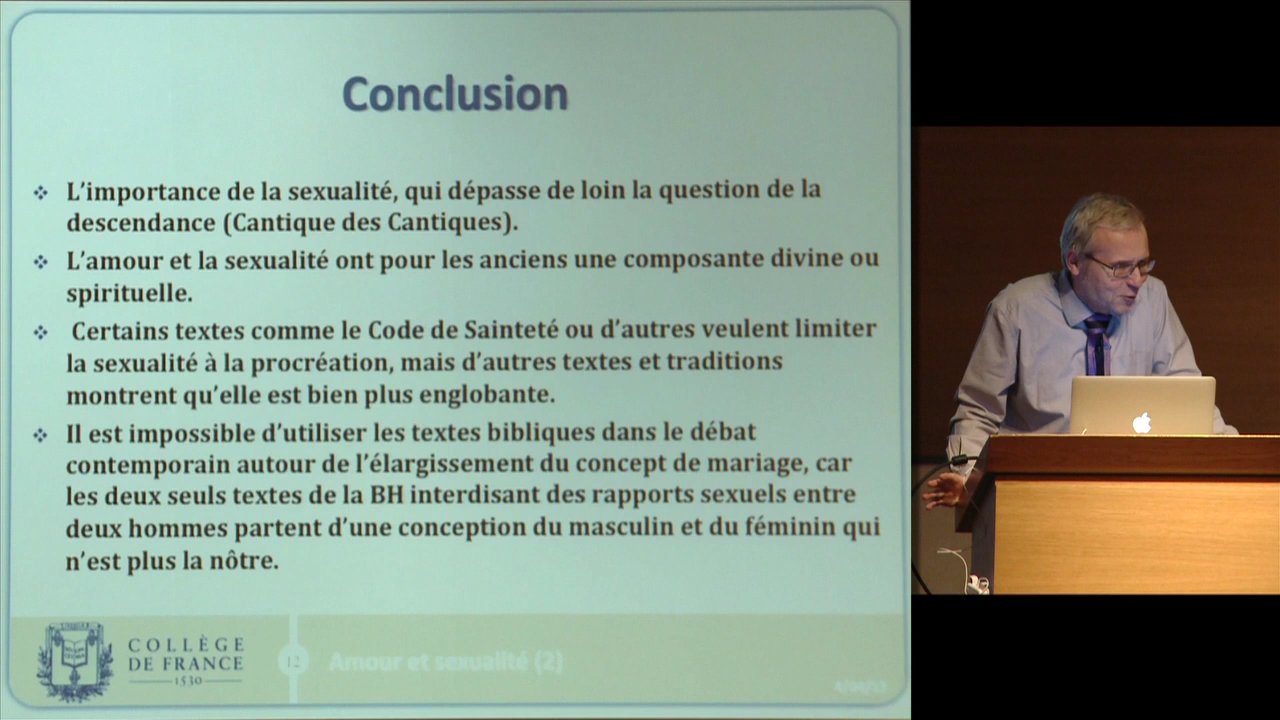 Conclusion
❖ L'importance de la sexualité, qui dépasse de loin la question de la
descendance (Cantique des Cantiques).
❖ L'amour et la sexualité ont pour les anciens une composante divine ou
spirituelle.
❖ Certains textes comme le Code de Sainteté ou d'autres veulent limiter
la sexualité à la procréation, mais d'autres textes et traditions
montrent qu'elle est bien plus englobante.
❖ Il est impossible d'utiliser les textes bibliques dans le débat
contemporain autour de l'élargissement du concept de mariage, car
les deux seuls textes de la BH interdisant des rapports sexuels entre
deux hommes partent d'une conception du masculin et du féminin qui
n'est plus la nôtre.
COLLÈGE
DE FRANCE
1530
12
Amour et sexualité (2)